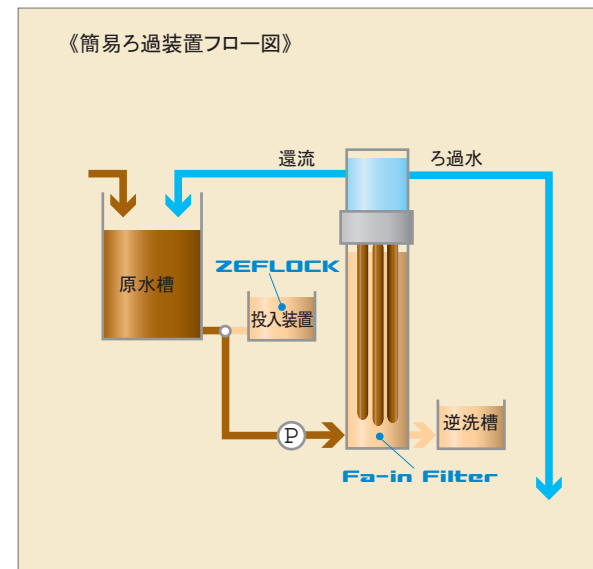 《簡易ろ過装置フロー図》
還流
ろ過水
原水槽
ZEFLOCK
投入装置
P
逆洗槽
Fa-in Filter